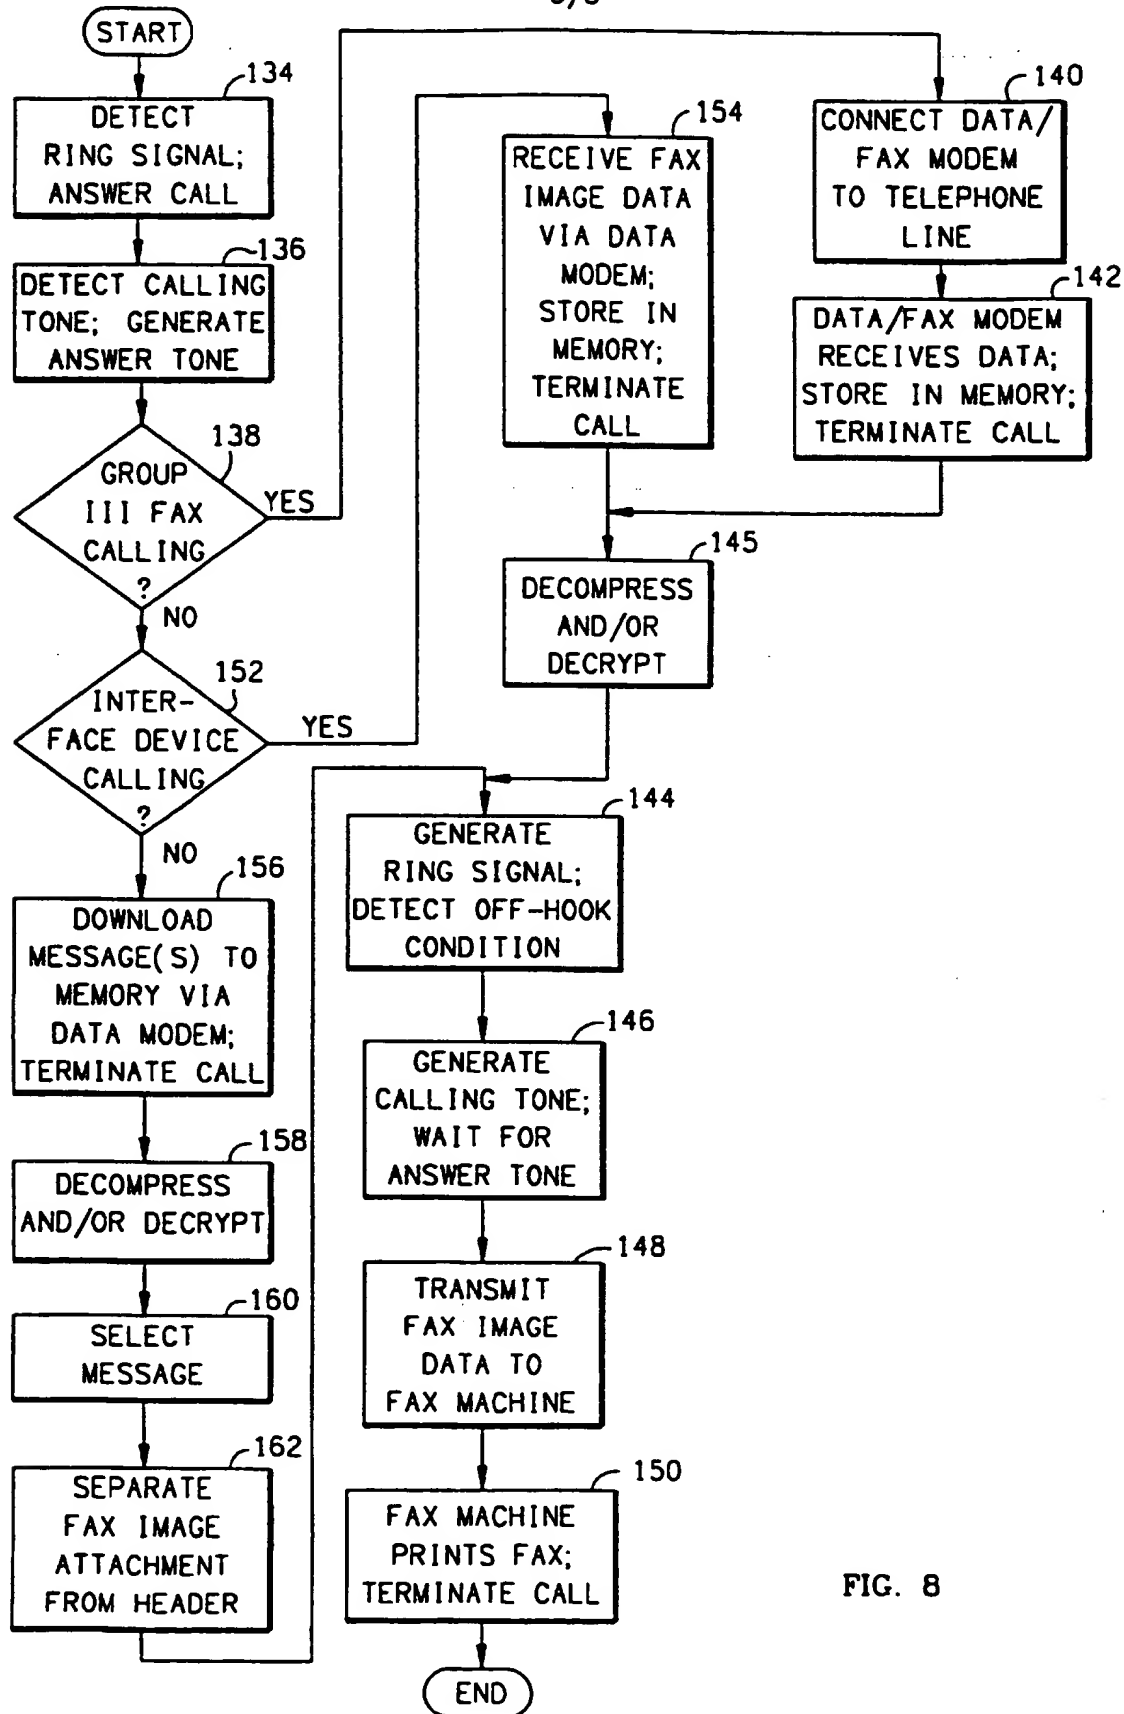 START
134
DETECT
RING SIGNAL;
ANSWER CALL
136
DETECT CALLING
TONE; GENERATE
ANSWER TONE
138
GROUP
III FAX
CALLING
?
YES
NO
152
INTER-
FACE DEVICE
CALLING
?
YES
NO
156
DOWNLOAD
MESSAGE(S) TO
MEMORY VIA
DATA MODEM;
TERMINATE CALL
158
DECOMPRESS
AND/OR DECRYPT
160
SELECT
MESSAGE
162
SEPARATE
FAX IMAGE
ATTACHMENT
FROM HEADER
154
RECEIVE FAX
IMAGE DATA
VIA DATA
MODEM;
STORE IN
MEMORY;
TERMINATE
CALL
140
CONNECT DATA/
FAX MODEM
TO TELEPHONE
LINE
142
DATA/FAX MODEM
RECEIVES DATA;
STORE IN MEMORY;
TERMINATE CALL
145
DECOMPRESS
AND/OR
DECRYPT
144
GENERATE
RING SIGNAL;
DETECT OFF-HOOK
CONDITION
146
GENERATE
CALLING TONE;
WAIT FOR
ANSWER TONE
148
TRANSMIT
FAX IMAGE
DATA TO
FAX MACHINE
150
FAX MACHINE
PRINTS FAX;
TERMINATE CALL
END
FIG. 8